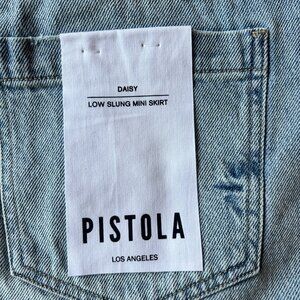 DAISY
LOW SLUNG MINI SKIRT
PISTOLA
LOS ANGELES